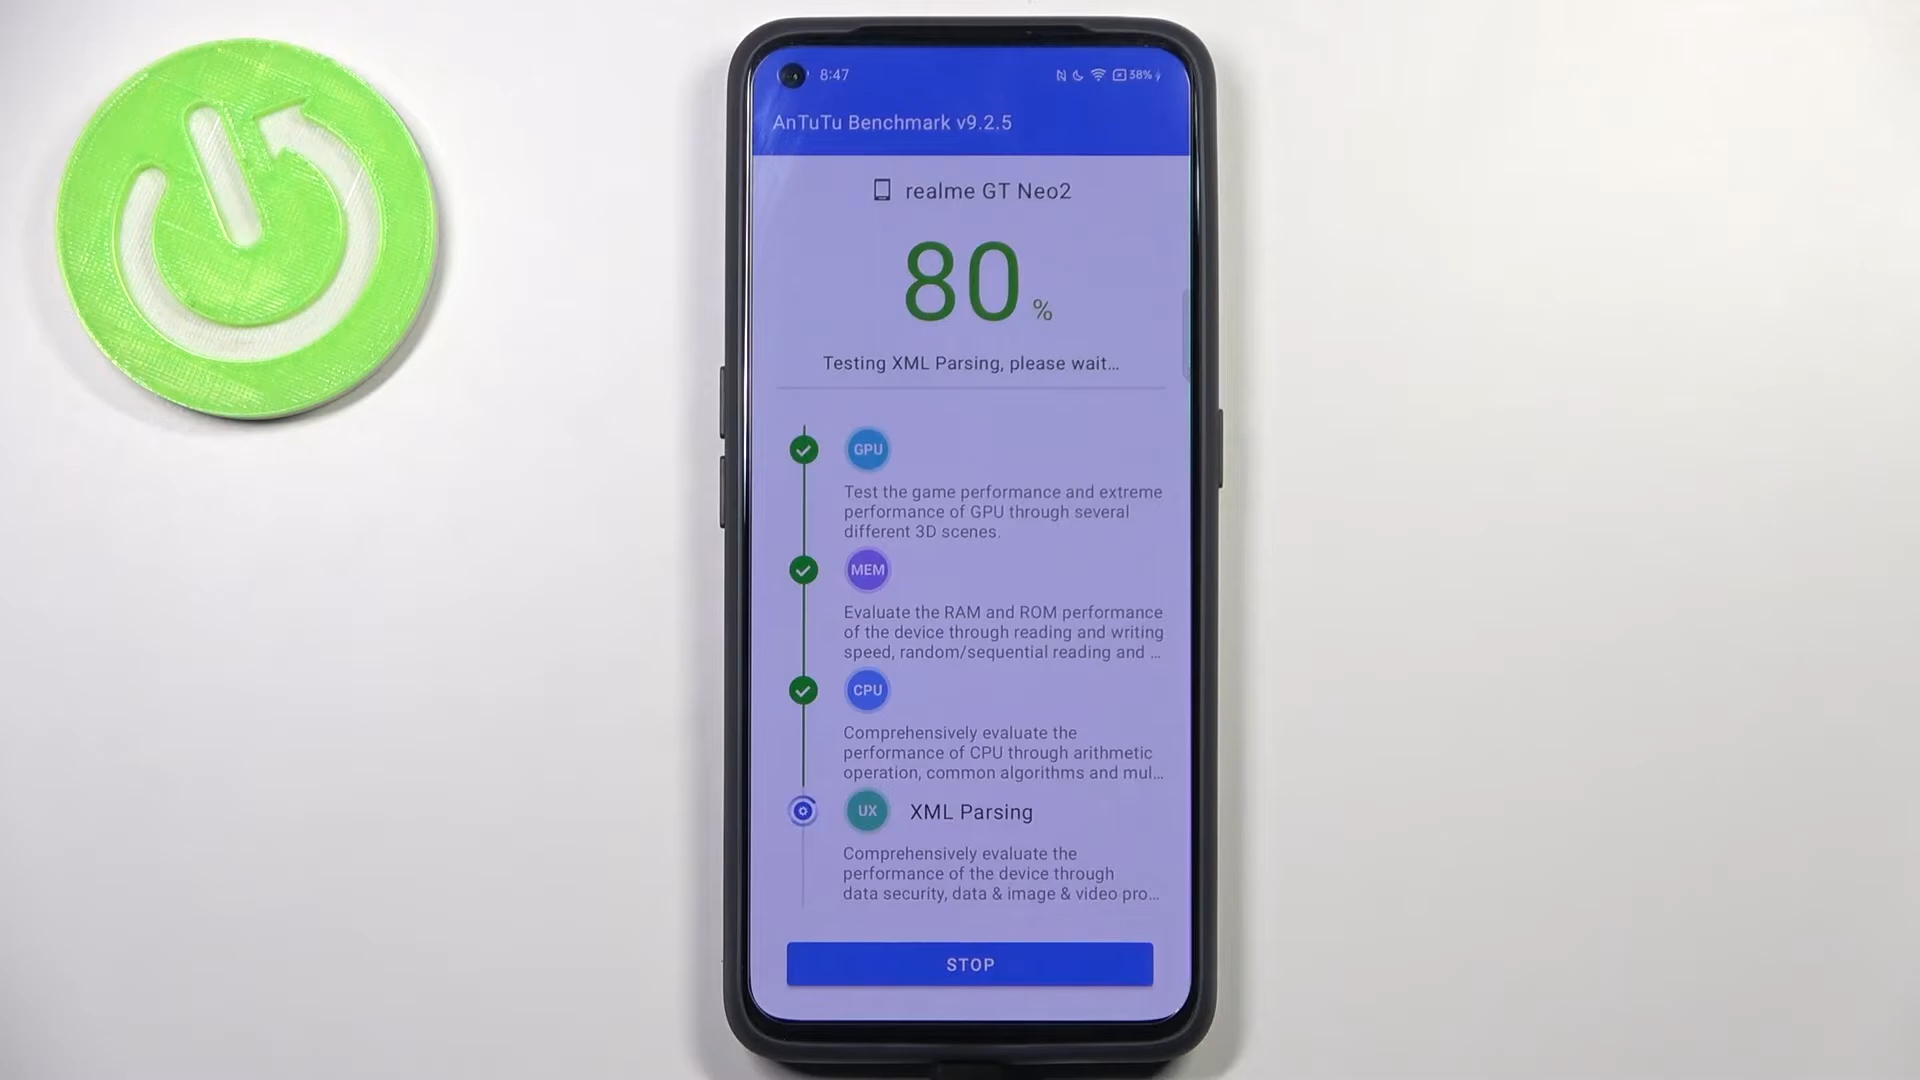 8:47
38%
AnTuTu Benchmark v9.2.5
realme GT Neo2
80 %
Testing XML Parsing, please wait...
GPU
Test the game performance and extreme
performance of GPU through several
different 3D scenes.
MEM
Evaluate the RAM and ROM performance
of the device through reading and writing
speed, random/sequential reading and ...
CPU
Comprehensively evaluate the
performance of CPU through arithmetic
operation, common algorithms and mul...
UX XML Parsing
Comprehensively evaluate the
performance of the device through
data security, data & image & video pro...
STOP